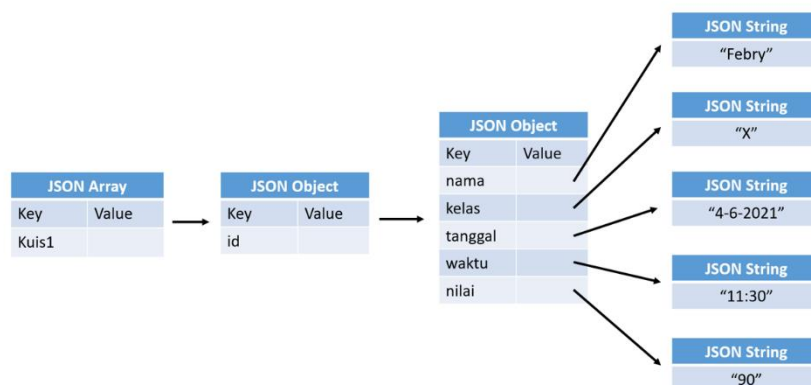 JSON Array
Key Value
Kuis1
JSON Object
Key Value
id
JSON Object
Key Value
nama
kelas
tanggal
waktu
nilai
JSON String
“Febry”
JSON String
“X”
JSON String
“4-6-2021”
JSON String
“11:30”
JSON String
“90”